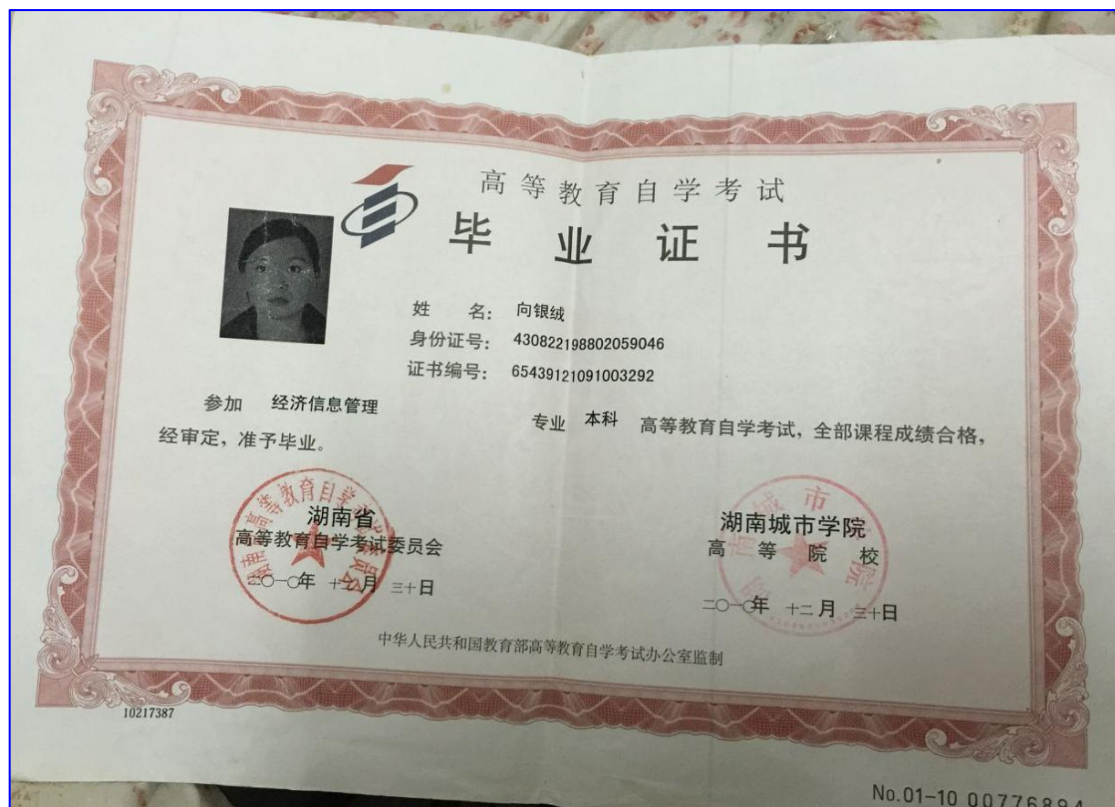 高等教育自学考试
毕业证书
姓 名: 向银绒
身份证号: 430822198802059046
证书编号: 65439121091003292
参加 经济信息管理 专业 本科 高等教育自学考试, 全部课程成绩合格,
经审定, 准予毕业。
湖南省
高等教育自学考试委员会
二〇一〇年 十二月 三十日
湖南城市学院
高等院校
二〇一〇年 十二月 三十日
中华人民共和国教育部高等教育自学考试办公室监制
10217387
No.01-10 00776894